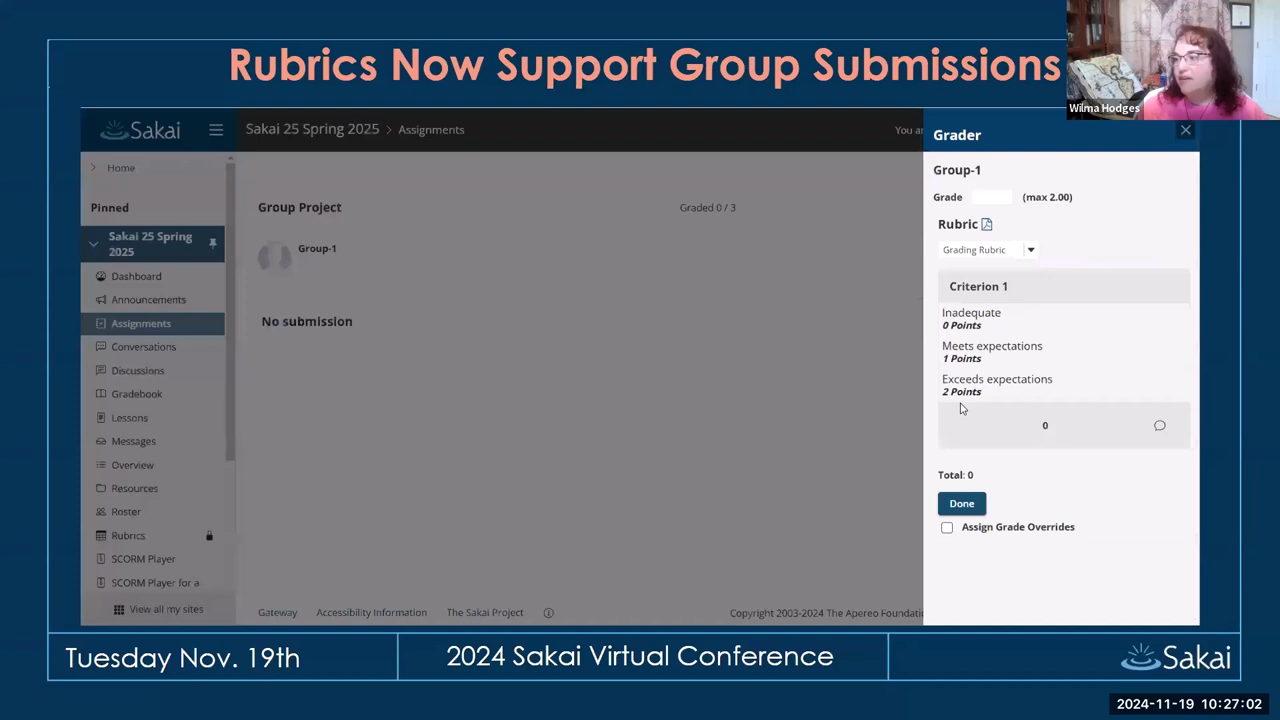 Rubrics Now Support Group Submissions
Wilma Hodges
Sakai
Sakai 25 Spring 2025 > Assignments
You ar
Home
Pinned
Sakai 25 Spring
2025
Dashboard
Announcements
Assignments
Conversations
Discussions
Gradebook
Lessons
Messages
Overview
Resources
Roster
Rubrics
SCORM Player
SCORM Player for a
View all my sites
Group Project
Graded 0 / 3
Group-1
No submission
Gateway
Accessibility Information
The Sakai Project
Copyright 2003-2024 The Apereo Foundatio
Grader
Group-1
Grade (max 2.00)
Rubric
Grading Rubric
Criterion 1
Inadequate
0 Points
Meets expectations
1 Points
Exceeds expectations
2 Points
0
Total: 0
Done
Assign Grade Overrides
Tuesday Nov. 19th
2024 Sakai Virtual Conference
Sakai
2024-11-19 10:27:02